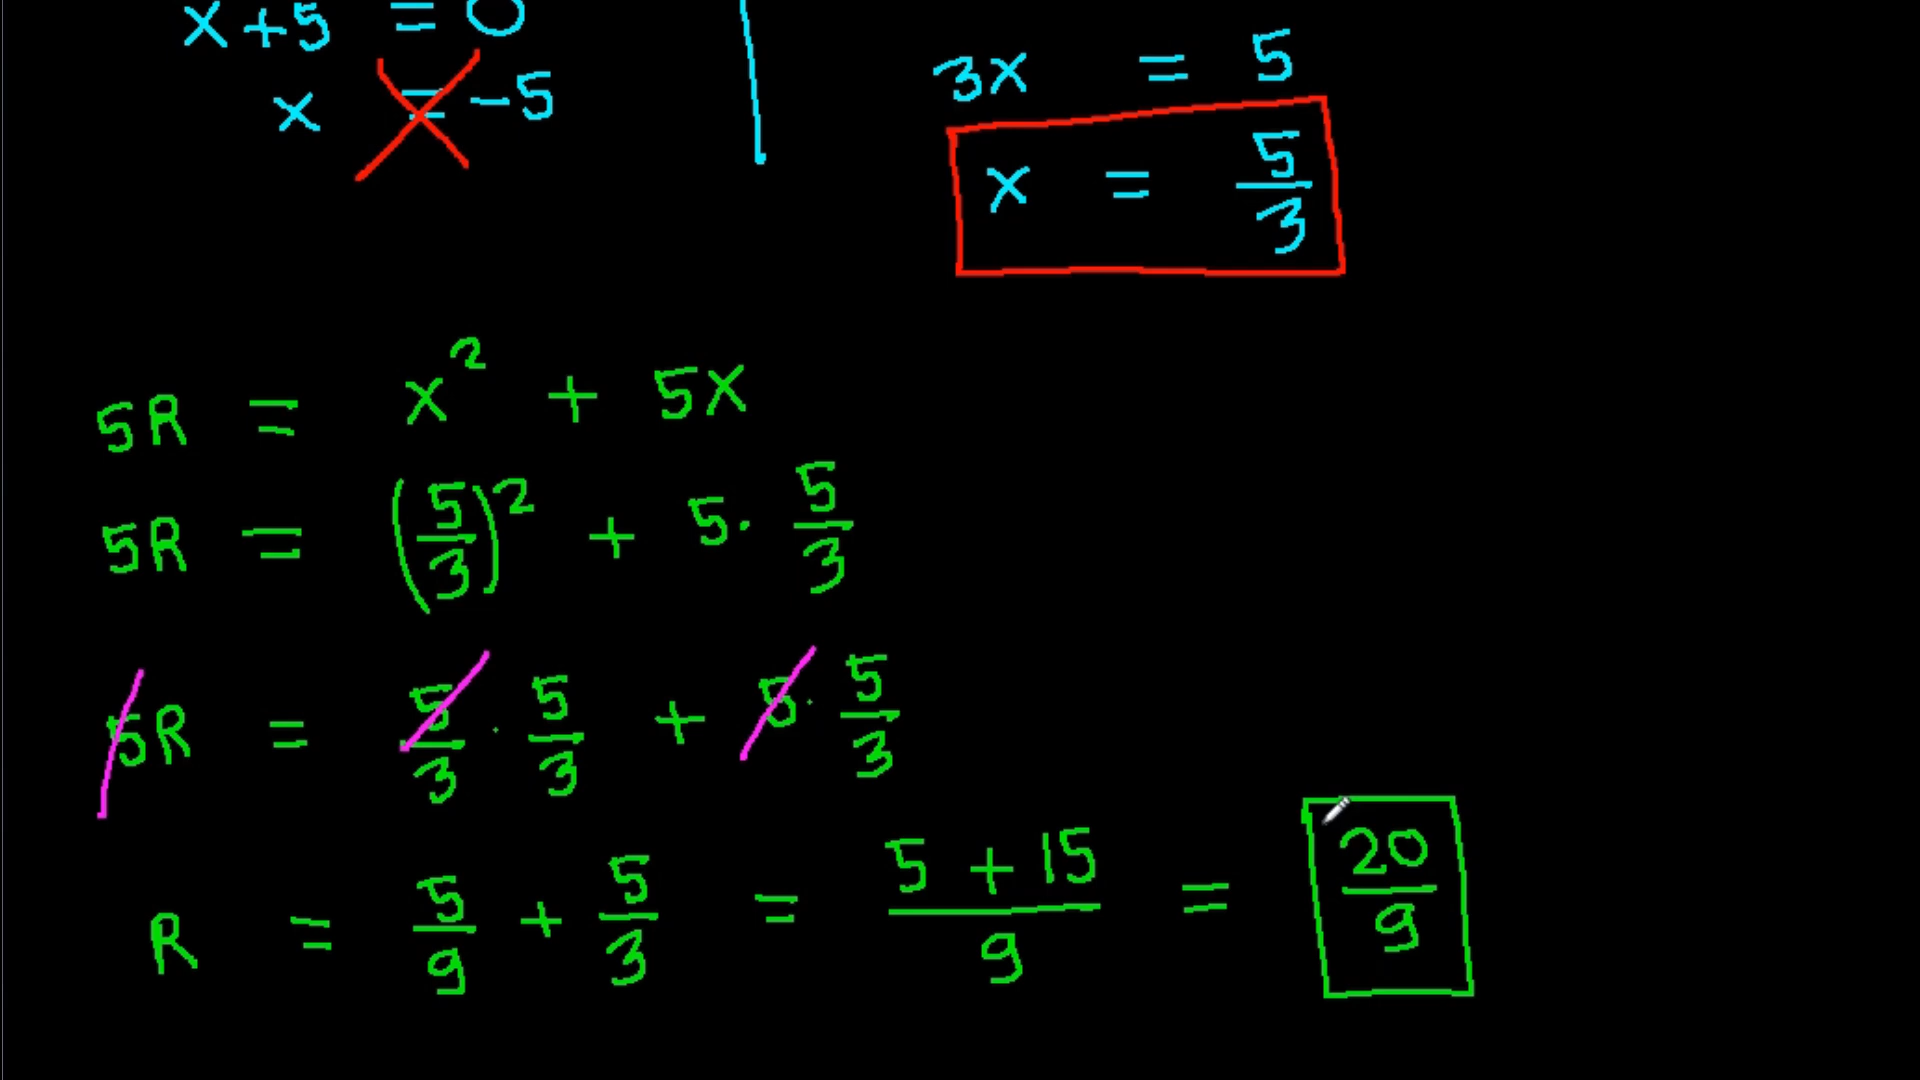 x + 5 = 0
x = -5
3x = 5
x = 5/3
5R = x² + 5x
5R = (5/3)² + 5 · 5/3
5R = 5/3 · 5/3 + 5 · 5/3
R = 5/9 + 5/3 = (5 + 15)/9 = 20/9